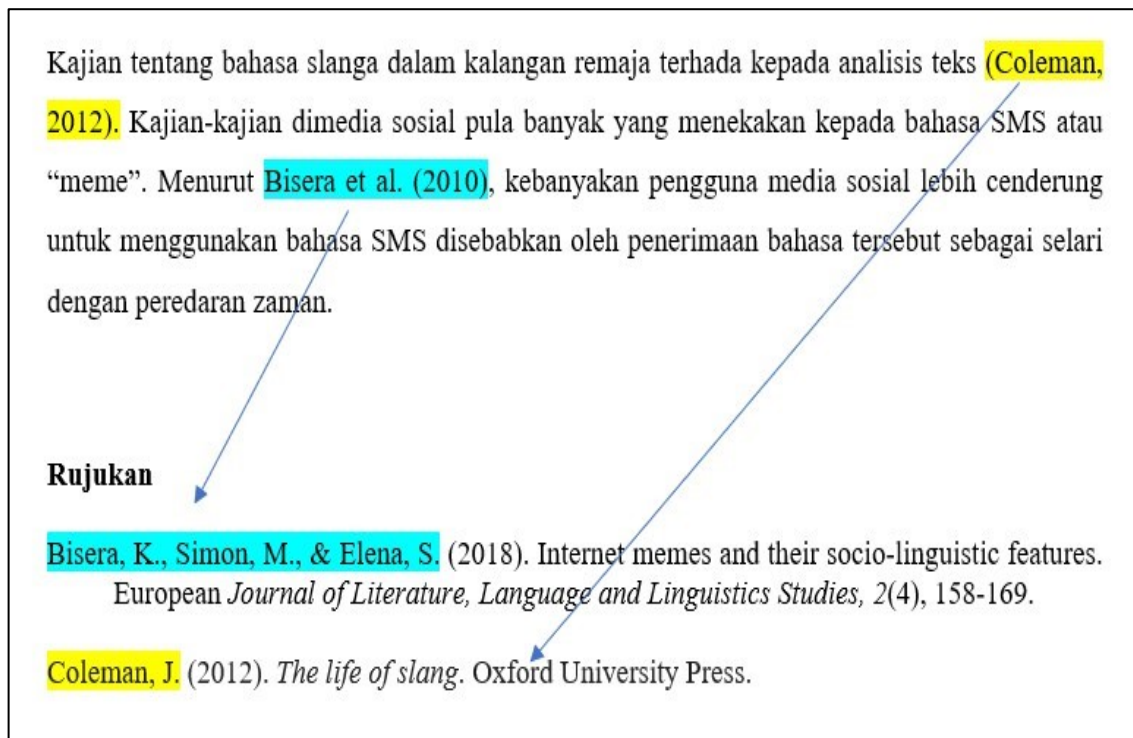 Kajian tentang bahasa slanga dalam kalangan remaja terhada kepada analisis teks (Coleman,
2012). Kajian-kajian dimedia sosial pula banyak yang menekakan kepada bahasa SMS atau
“meme”. Menurut Bisera et al. (2010), kebanyakan pengguna media sosial lebih cenderung
untuk menggunakan bahasa SMS disebabkan oleh penerimaan bahasa tersebut sebagai selari
dengan peredaran zaman.
Rujukan
Bisera, K., Simon, M., & Elena, S. (2018). Internet memes and their socio-linguistic features.
European Journal of Literature, Language and Linguistics Studies, 2(4), 158-169.
Coleman, J. (2012). The life of slang. Oxford University Press.